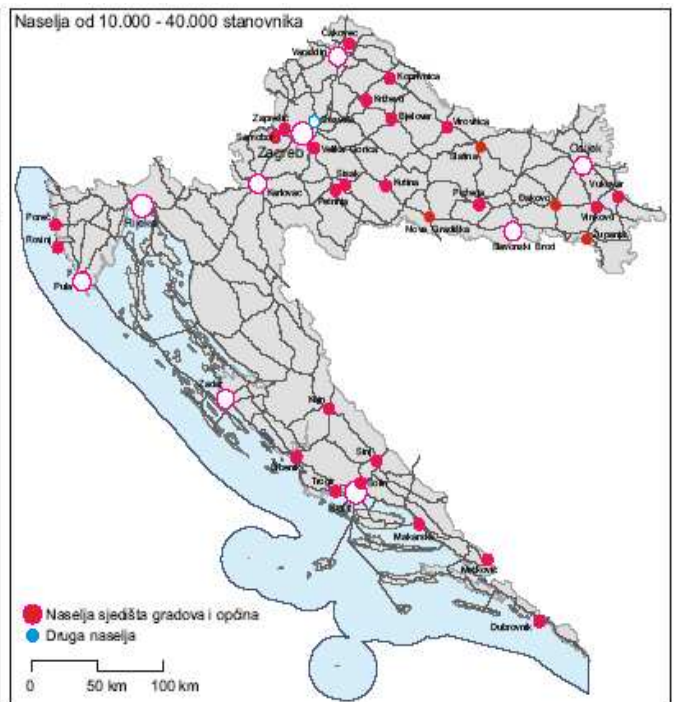 Naselja od 10.000 - 40.000 stanovnika
Čakovec
Varaždin
Koprivnica
Križevci
Zaprešić
Bjelovar
Virovitica
Samobor
Zagreb
Velika Gorica
Slatina
Osijek
Sisak
Kutina
Vukovar
Karlovac
Petrinja
Požega
Đakovo
Vinkovci
Poreč
Rijeka
Nova Gradiška
Županja
Rovinj
Slavonski Brod
Pula
Zadar
Knin
Sinj
Šibenik
Trogir
Solin
Split
Makarska
Metković
Dubrovnik
Naselja sjedišta gradova i općina
Druga naselja
0 50 km 100 km